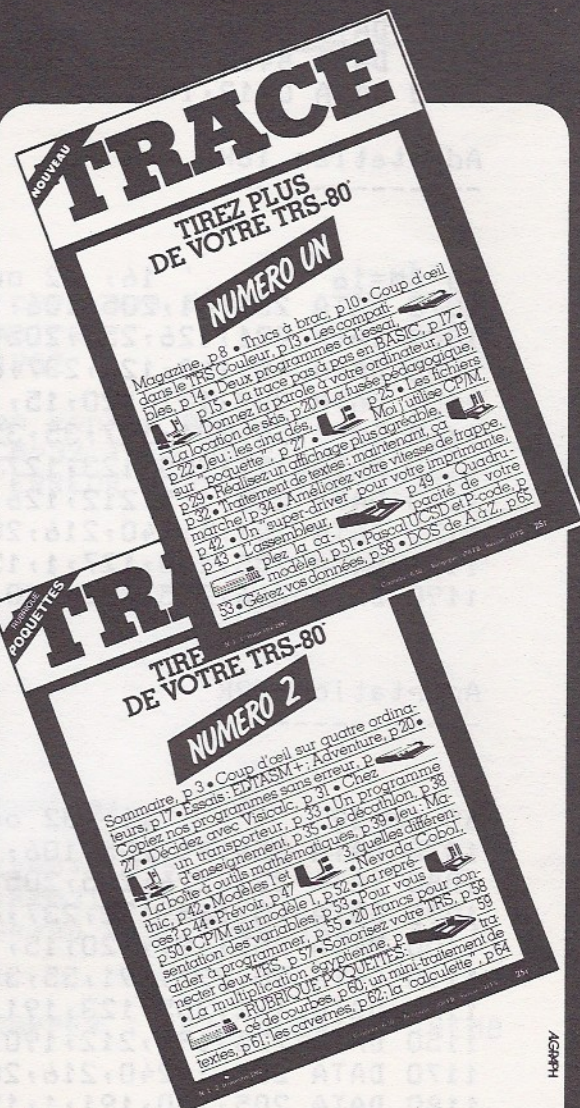 NOUVEAU
TRACE
TIREZ PLUS
DE VOTRE TRS-80
NUMERO UN
Magazine, p 8 • Trucs à brac, p 10 • Coup d'œil
dans le TRS Couleur, p 13 • Les compati-
bles, p 14 • Deux programmes à l'essai,
p 15 • La trace pas à pas en BASIC, p 17 •
Donnez la parole à votre ordinateur, p 19
• La location de skis, p 20 • La fusée pédagogique,
p 22 • Jeu : les cinq dés, p 25 • Les fichiers
sur "poquette", p 27 • Moi j'utilise CP/M,
p 29 • Réalisez un affichage plus agréable,
p 32 • Traitement de textes : maintenant, ça
marche ! p 34 • Améliorez votre vitesse de frappe,
p 42 • Un "super-driver" pour votre imprimante,
p 43 • L'assembleur, p 49 • Quadru-
plez la ca- pacité de votre
modèle 1, p 51 • Pascal UCSD et P-code, p
53 • Gérez vos données, p 58 • DOS de A à Z, p 65
25f
RUBRIQUE
POQUETTES
TR
TIRE
DE VOTRE TRS-80
NUMERO 2
Sommaire, p 3 • Coup d'œil sur quatre ordina-
teurs, p 17 • Essais : EDTASM + ; Adventure, p 20 •
Copiez nos programmes sans erreur, p
27 • Décidez avec Visicalc, p 31 • Chez
un transporteur, p 33 • Un programme
d'enseignement, p 35 • Le décathlon, p 38
• La boîte à outils mathématiques, p 39 • Jeu : Ma-
thic, p 42 • Modèles 1 et 3, quelles différen-
ces ? p 44 • Prévoir, p 47 • Nevada Cobol,
p 50 • CP/M sur modèle 1, p 52 • La repré-
sentation des variables, p 53 • Pour vous
aider à programmer, p 55 • 20 francs pour con-
necter deux TRS, p 57 • Sonorisez votre TRS, p 58
• La multiplication égyptienne, p 59
• RUBRIQUE POQUETTES : tra-
cé de courbes, p 60 ; un mini-traitement de
textes, p 61 ; les cavernes, p 62 ; la "calculette", p 64
25f
AGRAPH